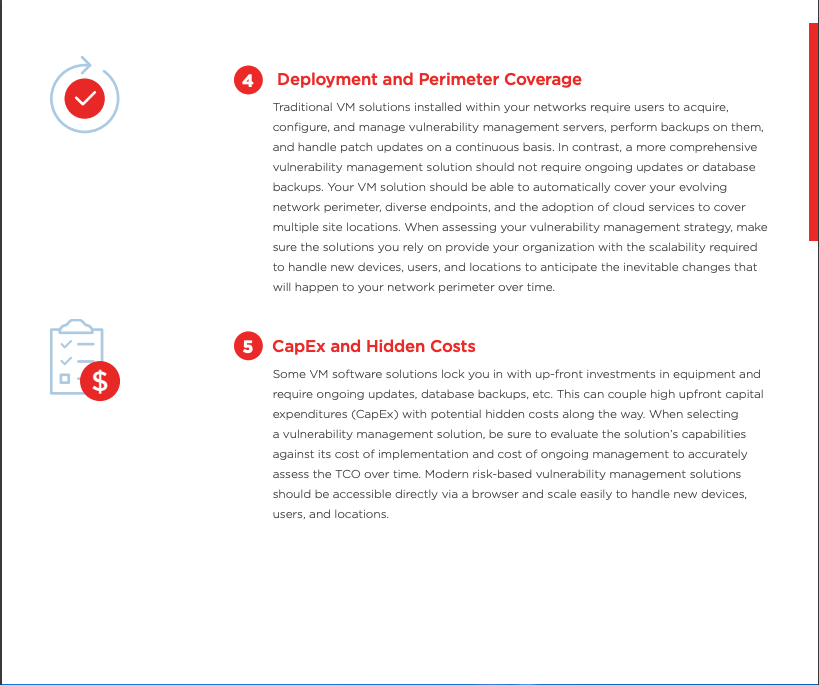 4 Deployment and Perimeter Coverage
Traditional VM solutions installed within your networks require users to acquire,
configure, and manage vulnerability management servers, perform backups on them,
and handle patch updates on a continuous basis. In contrast, a more comprehensive
vulnerability management solution should not require ongoing updates or database
backups. Your VM solution should be able to automatically cover your evolving
network perimeter, diverse endpoints, and the adoption of cloud services to cover
multiple site locations. When assessing your vulnerability management strategy, make
sure the solutions you rely on provide your organization with the scalability required
to handle new devices, users, and locations to anticipate the inevitable changes that
will happen to your network perimeter over time.
5 CapEx and Hidden Costs
Some VM software solutions lock you in with up-front investments in equipment and
require ongoing updates, database backups, etc. This can couple high upfront capital
expenditures (CapEx) with potential hidden costs along the way. When selecting
a vulnerability management solution, be sure to evaluate the solution's capabilities
against its cost of implementation and cost of ongoing management to accurately
assess the TCO over time. Modern risk-based vulnerability management solutions
should be accessible directly via a browser and scale easily to handle new devices,
users, and locations.
$